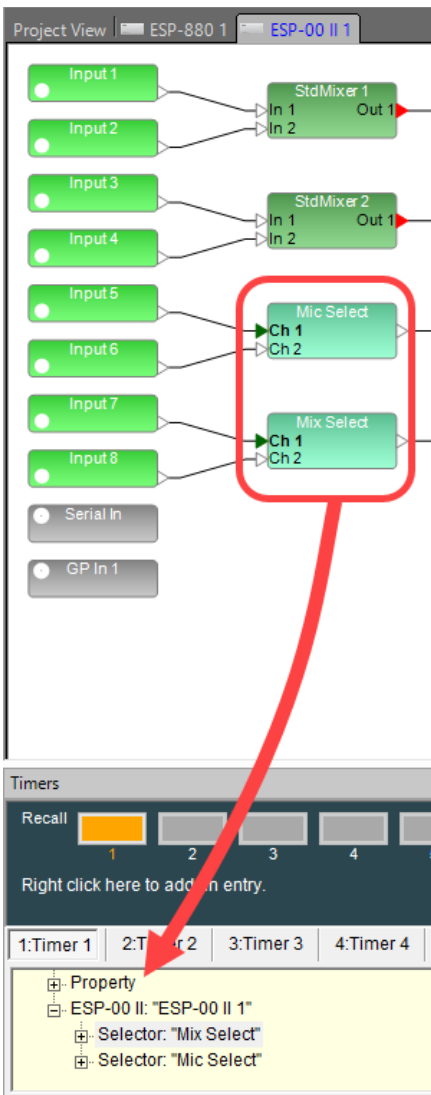 Project View ESP-880 1 ESP-00 II 1
Input 1
Input 2
StdMixer 1
In 1 Out 1
In 2
Input 3
Input 4
StdMixer 2
In 1 Out 1
In 2
Input 5
Input 6
Mic Select
Ch 1
Ch 2
Input 7
Input 8
Mix Select
Ch 1
Ch 2
Serial In
GP In 1
Timers
Recall
1 2 3 4
Right click here to add an entry.
1:Timer 1 2:Timer 2 3:Timer 3 4:Timer 4
Property
ESP-00 II: "ESP-00 II 1"
Selector: "Mix Select"
Selector: "Mic Select"